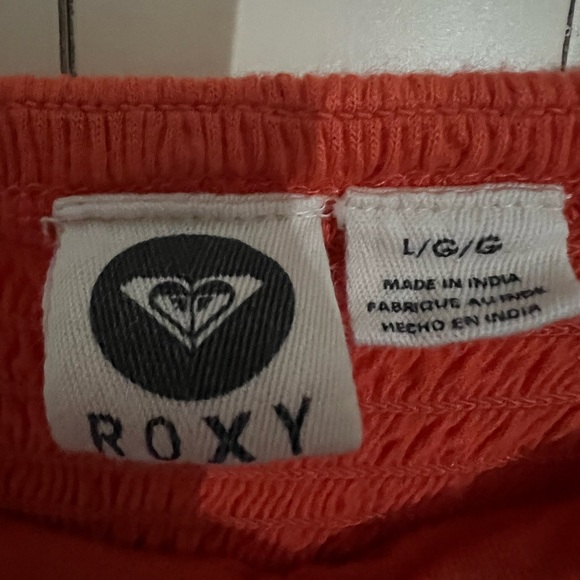 ROXY
L/G/G
MADE IN INDIA
FABRIQUE AU INDE
HECHO EN INDIA